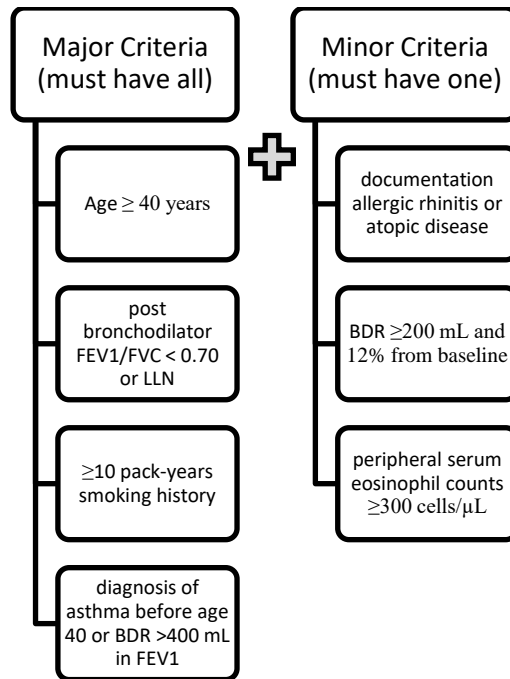 Major Criteria
(must have all)
Age ≥ 40 years
post
bronchodilator
FEV1/FVC < 0.70
or LLN
≥10 pack-years
smoking history
diagnosis of
asthma before age
40 or BDR >400 mL
in FEV1
Minor Criteria
(must have one)
documentation
allergic rhinitis or
atopic disease
BDR ≥200 mL and
12% from baseline
peripheral serum
eosinophil counts
≥300 cells/µL